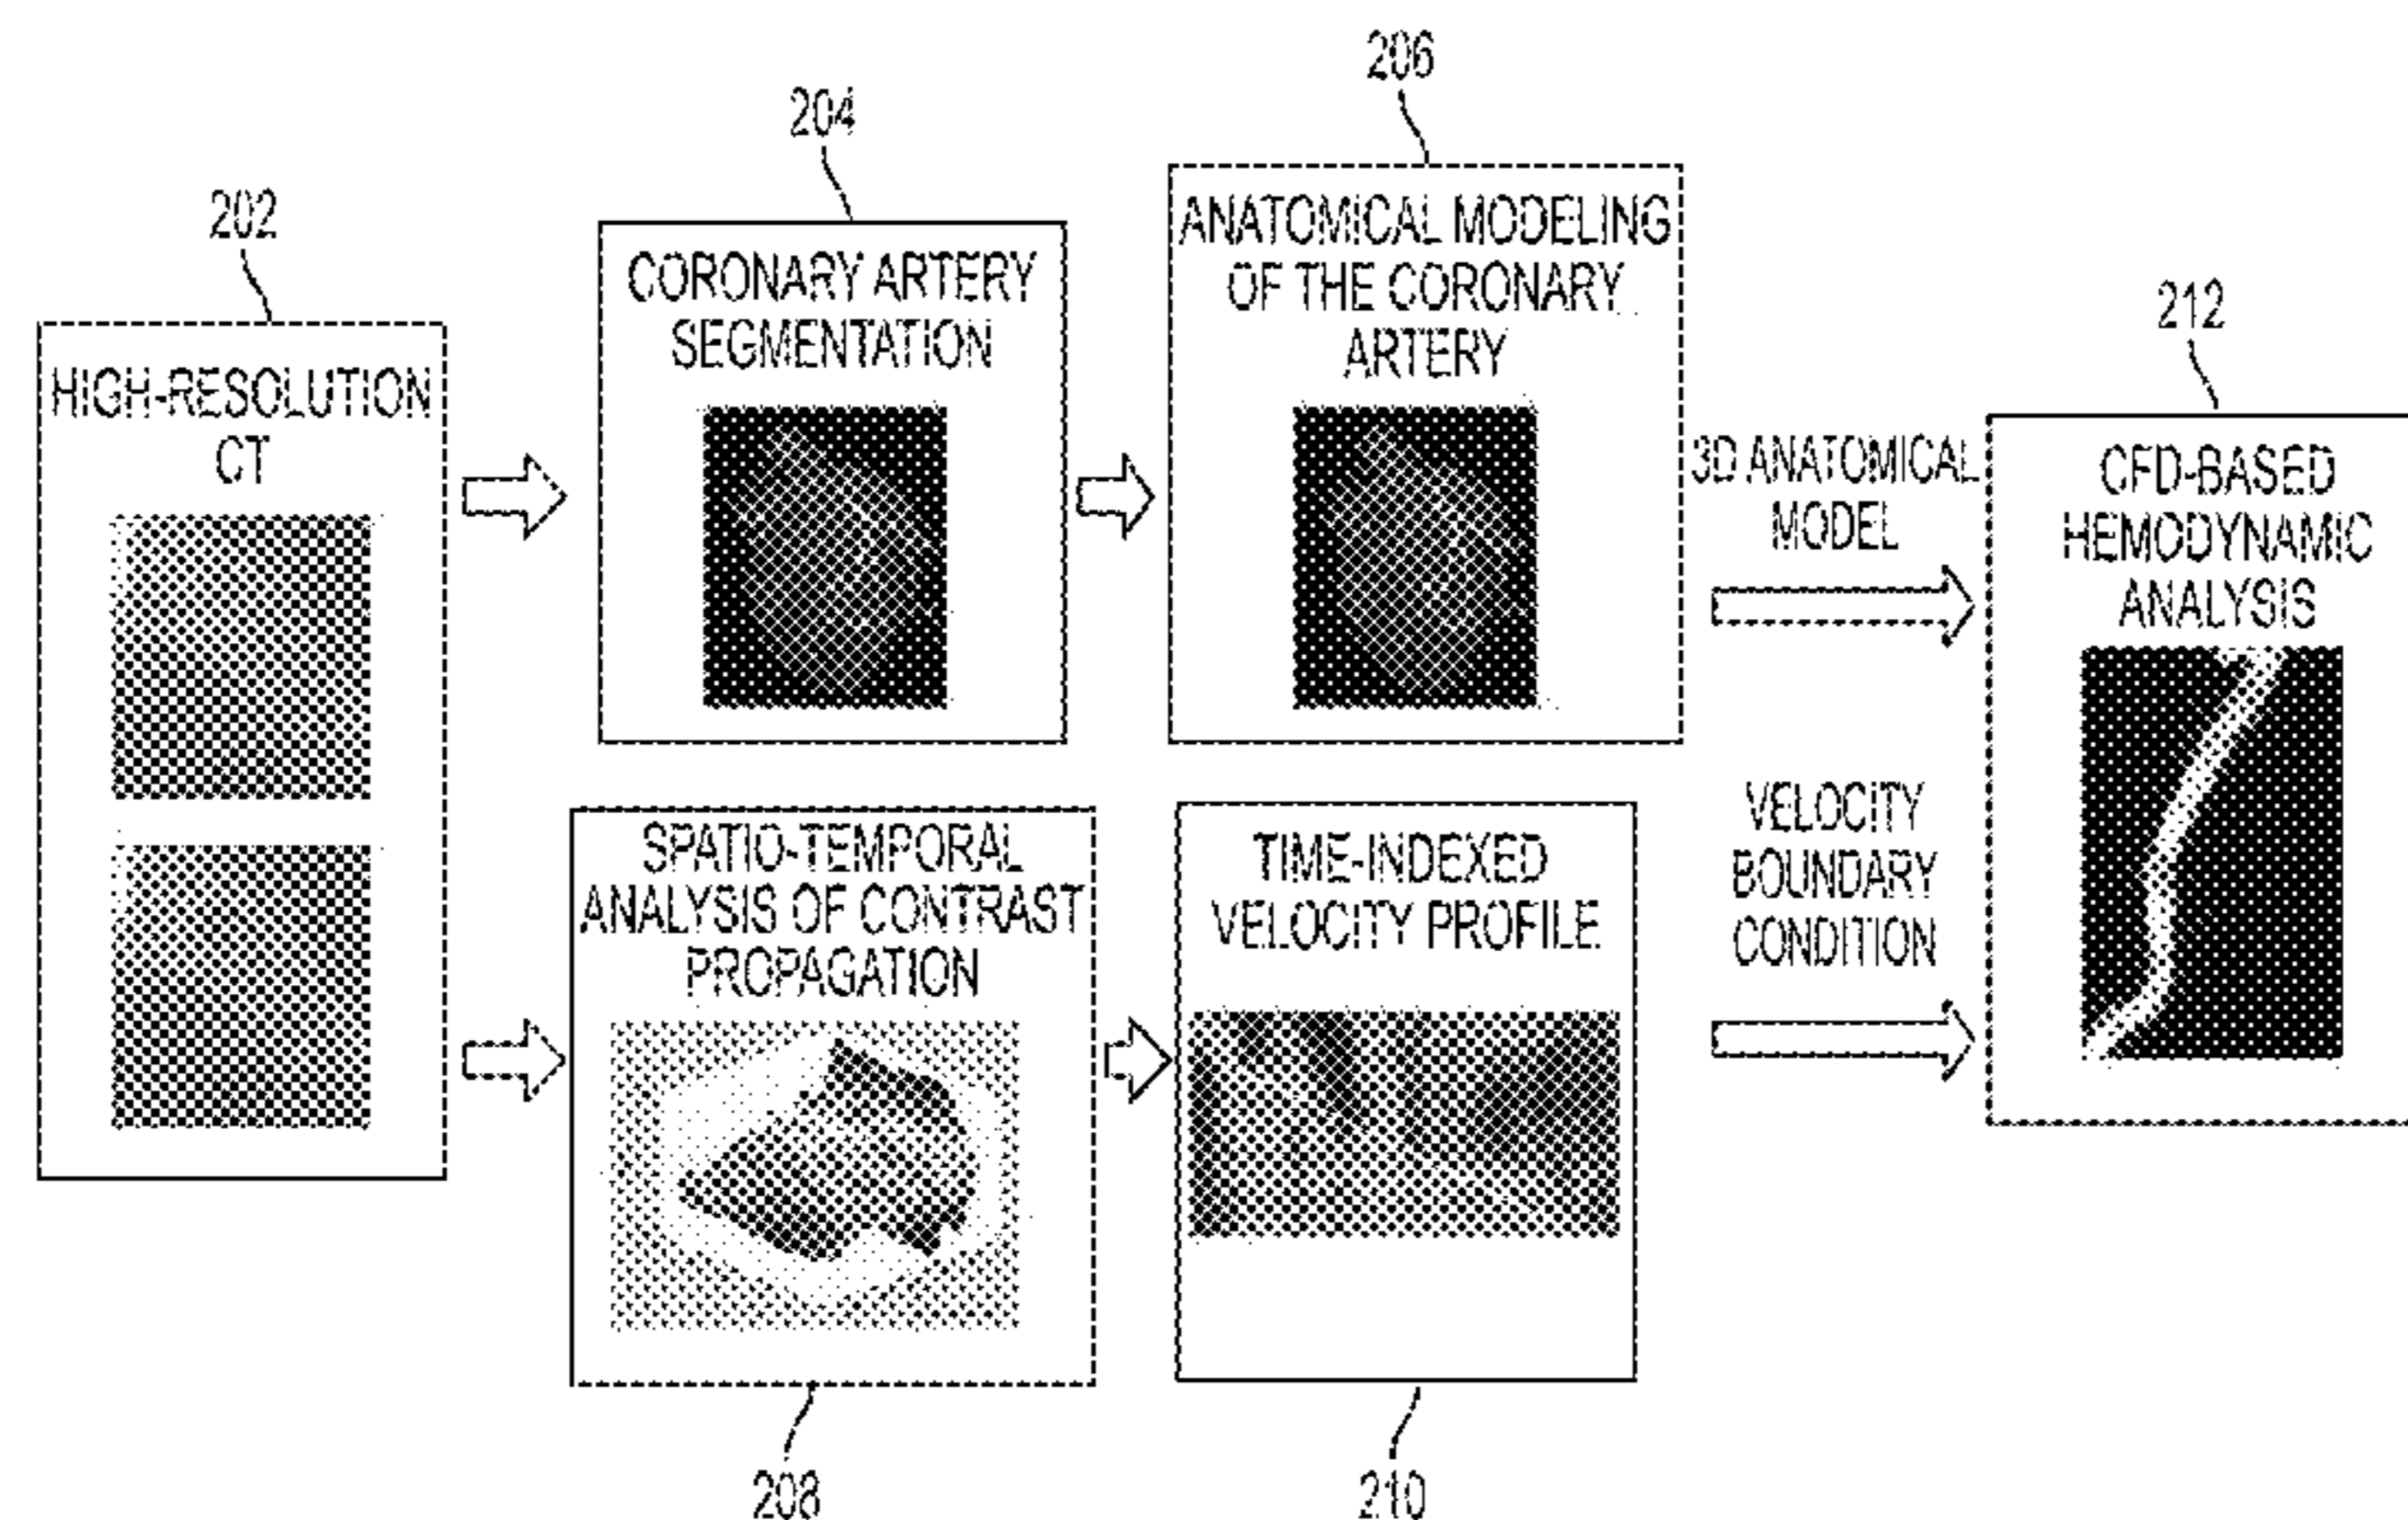 202
HIGH-RESOLUTION
CT
204
CORONARY ARTERY
SEGMENTATION
206
ANATOMICAL MODELING
OF THE CORONARY
ARTERY
3D ANATOMICAL
MODEL
212
CFD-BASED
HEMODYNAMIC
ANALYSIS
SPATIO-TEMPORAL
ANALYSIS OF CONTRAST
PROPAGATION
208
TIME-INDEXED
VELOCITY PROFILE
210
VELOCITY
BOUNDARY
CONDITION